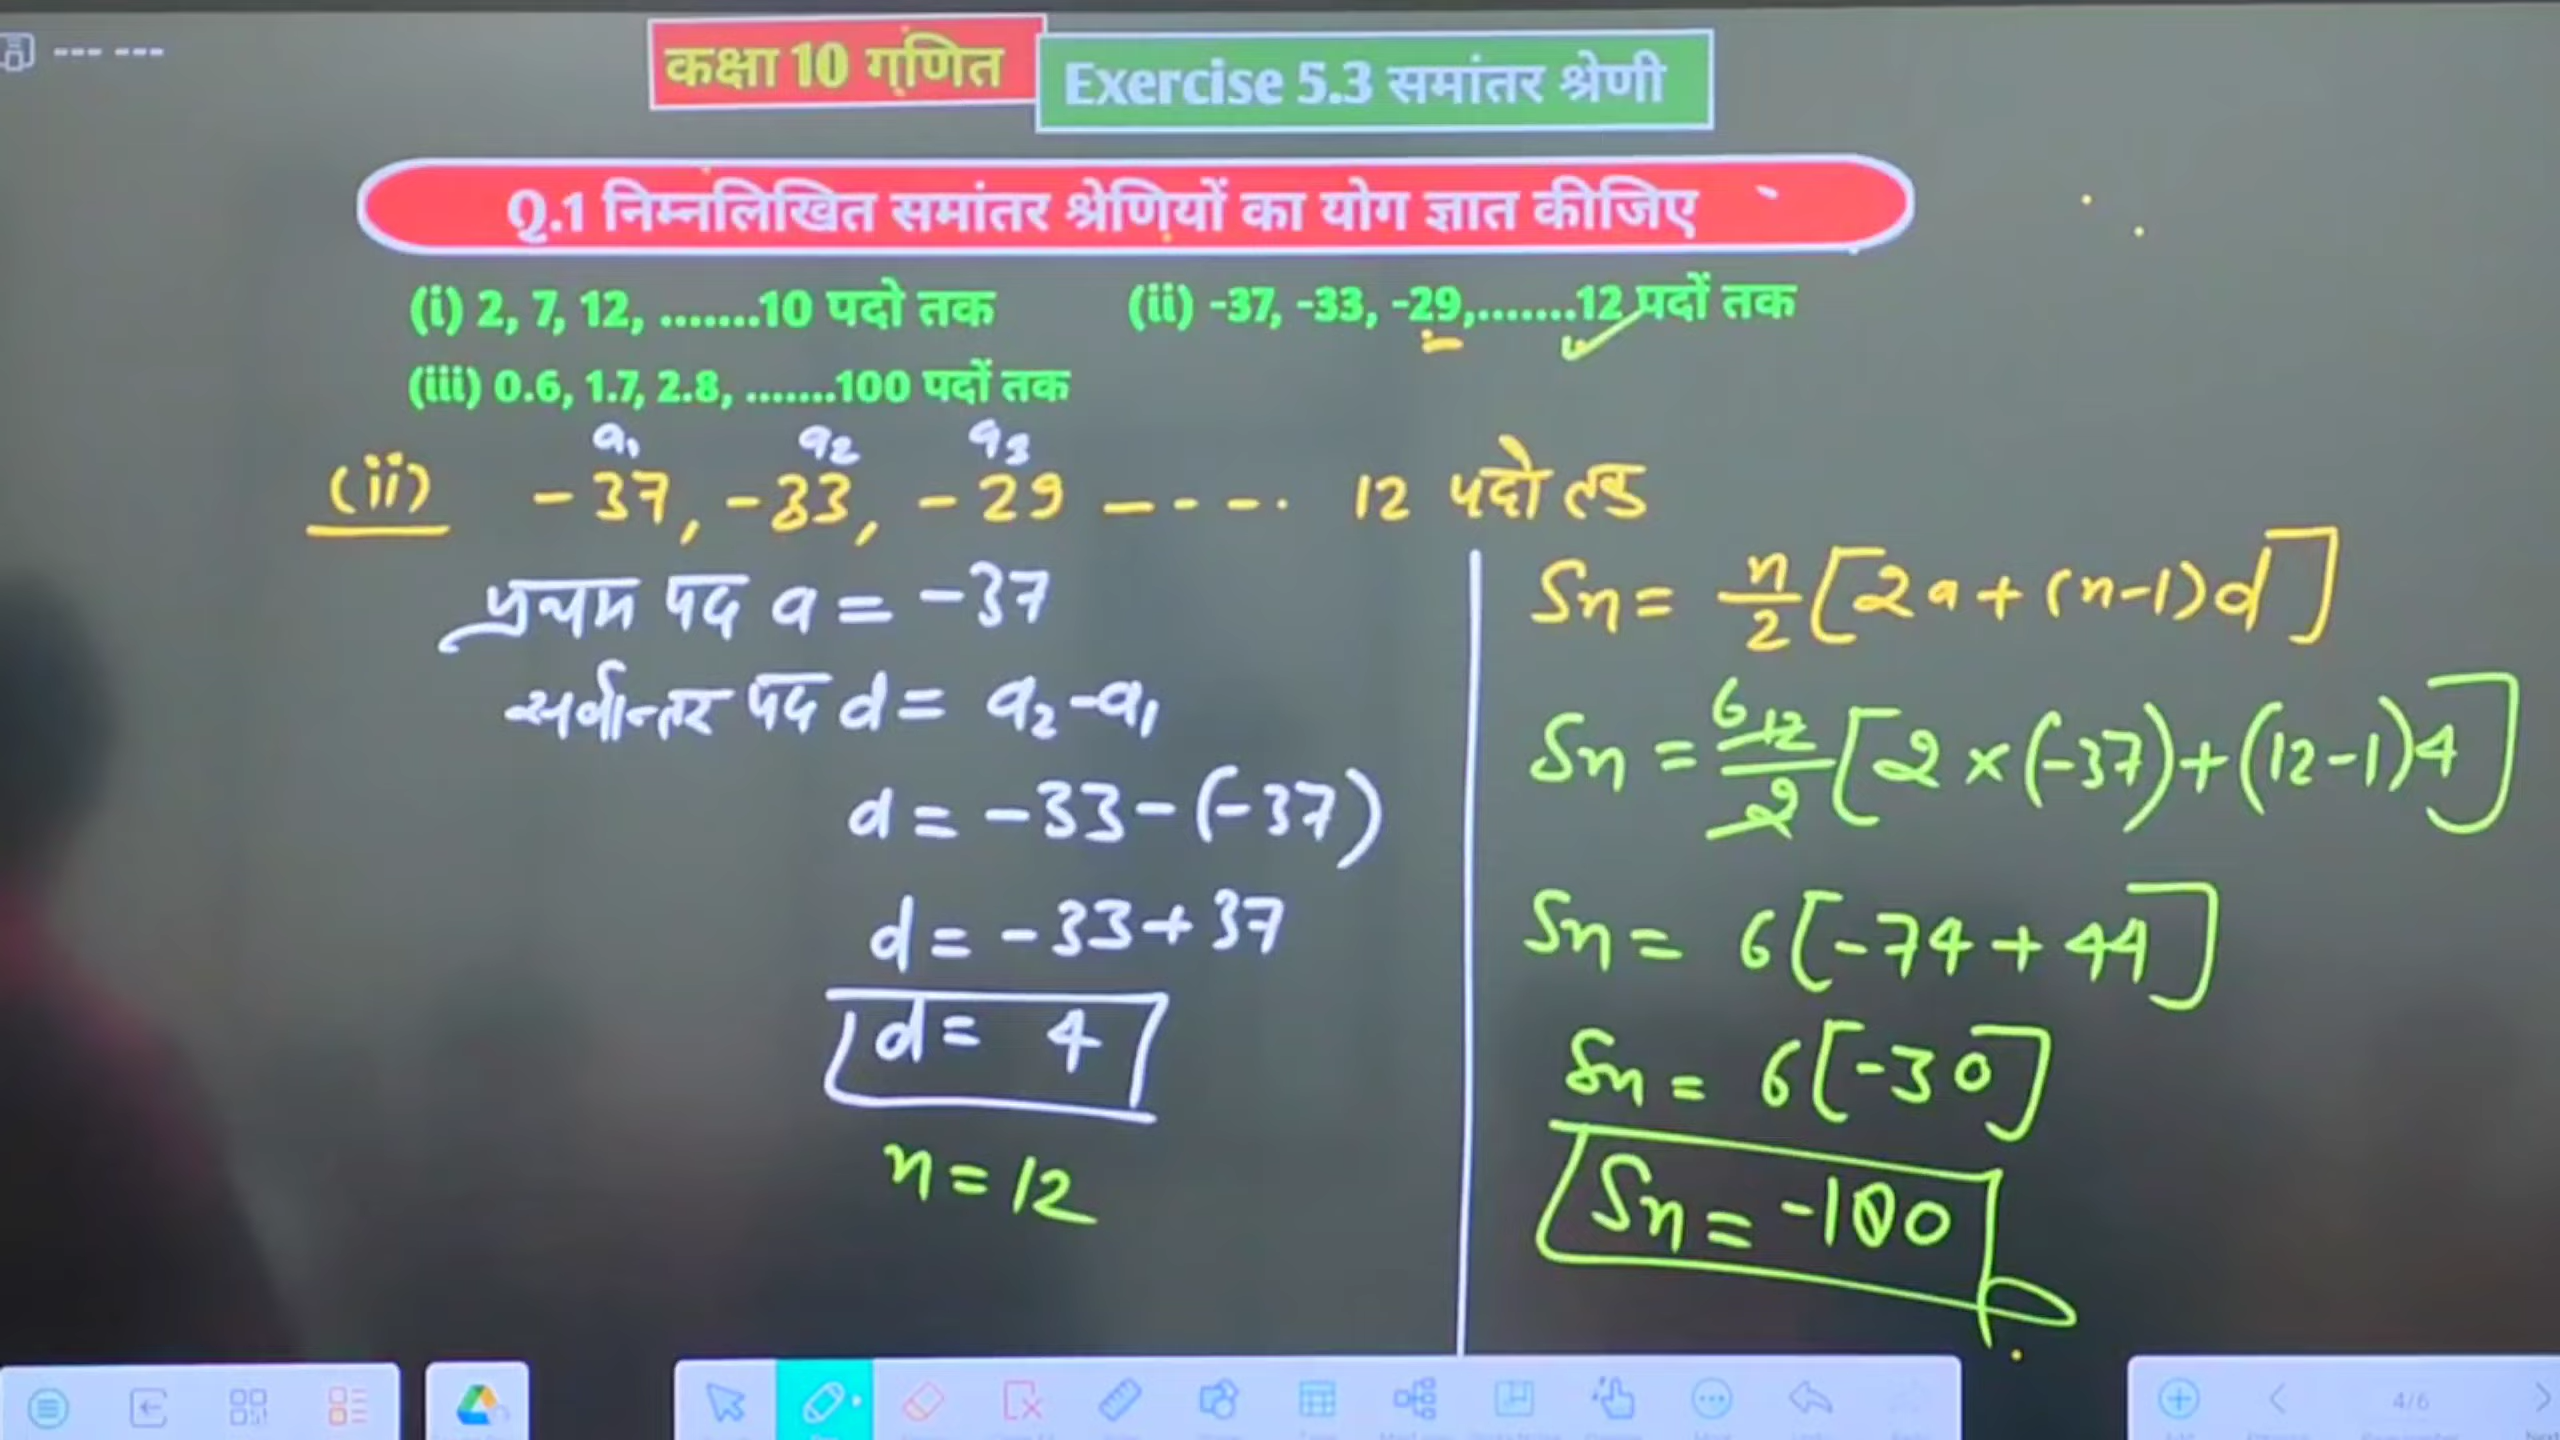 कक्षा 10 गणित
Exercise 5.3 समांतर श्रेणी
Q.1 निम्नलिखित समांतर श्रेणियों का योग ज्ञात कीजिए
(i) 2, 7, 12, .......10 पदो तक (ii) -37, -33, -29,.......12 पदों तक
(iii) 0.6, 1.7, 2.8, .......100 पदों तक
a₁ a₂ a₃
(ii) -37, -33, -29 ---- 12 पदो तक
प्रथम पद a = -37
सर्वान्तर पद d = a₂-a₁
d = -33-(-37)
d = -33+37
d = 4
n = 12
Sn = n/2 [2a+(n-1)d]
Sn = 6 12/2 [2×(-37)+(12-1)4]
Sn = 6[-74+44]
Sn = 6[-30]
Sn = -180
4/6